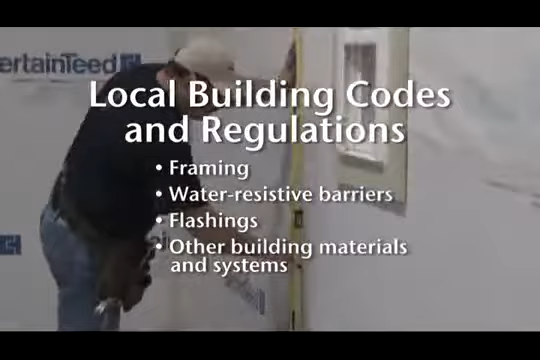 ertainTeed
Local Building Codes
and Regulations
• Framing
• Water-resistive barriers
• Flashings
• Other building materials
and systems